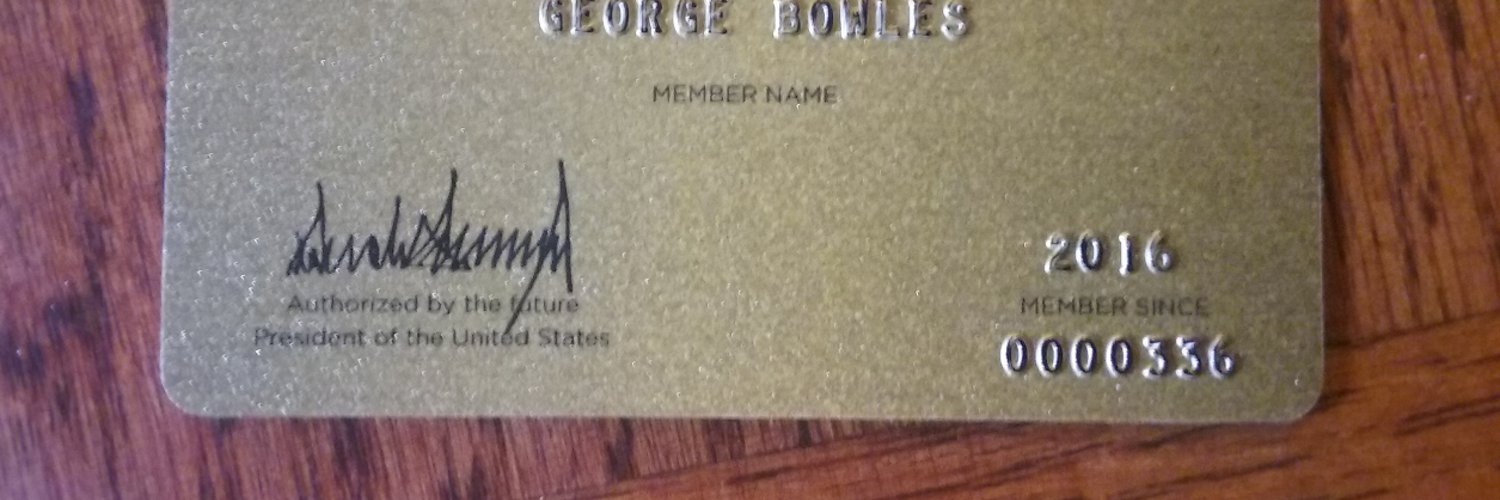 GEORGE BOWLES
MEMBER NAME
2016
Authorized by the future
President of the United States
MEMBER SINCE
0000336